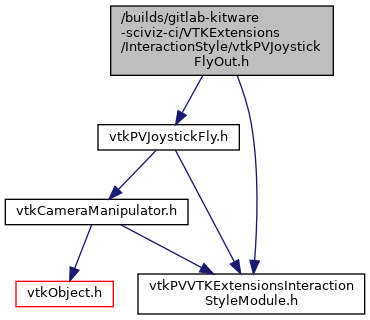 /builds/gitlab-kitware
-sciviz-ci/VTKExtensions
/InteractionStyle/vtkPVJoystick
FlyOut.h
vtkPVJoystickFly.h
vtkCameraManipulator.h
vtkObject.h
vtkPVVTKExtensionsInteraction
StyleModule.h